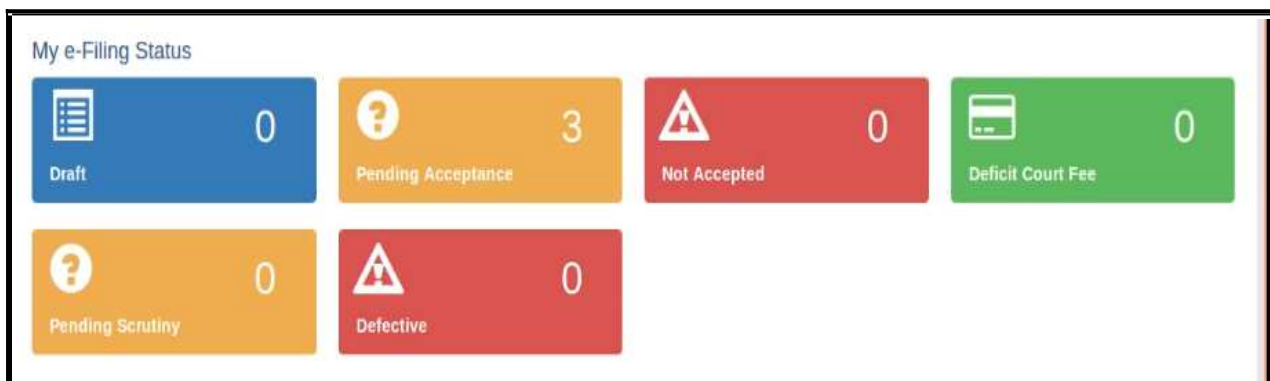 My e-Filing Status
0 3 0 0
Draft Pending Acceptance Not Accepted Deficit Court Fee
0 0
Pending Scrutiny Defective